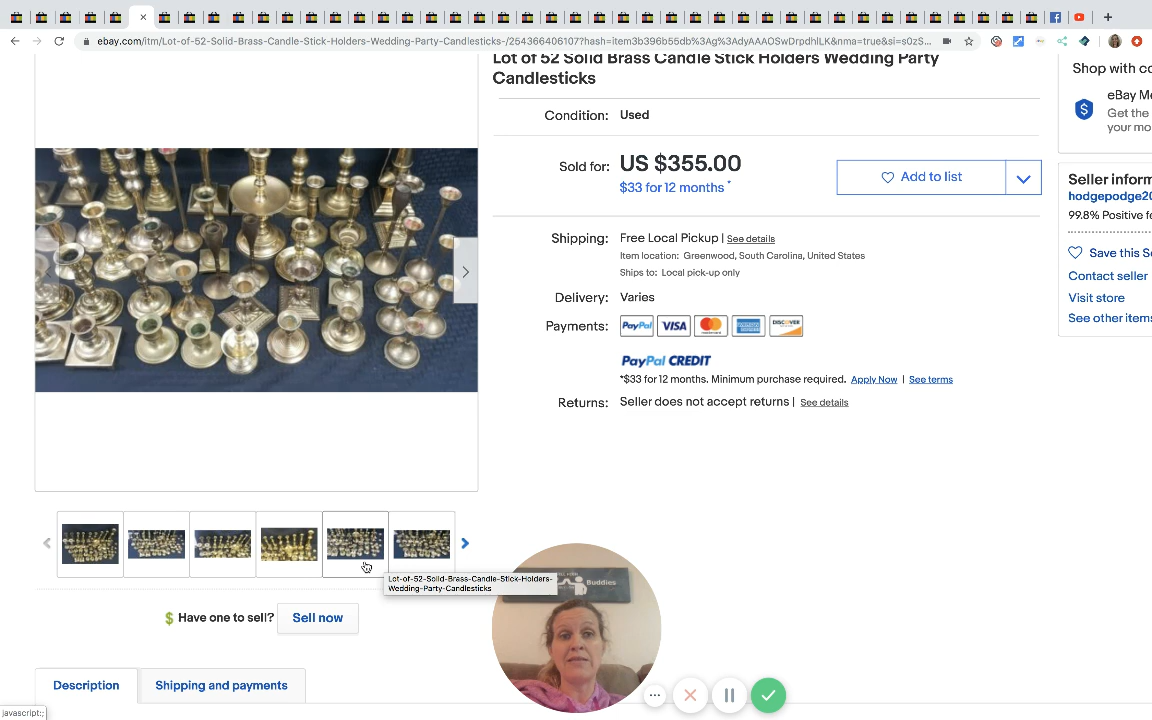 ebay.com/itm/Lot-of-52-Solid-Brass-Candle-Stick-Holders-Wedding-Party-Candlesticks-/254366406107?hash=item3b396b55db%3Ag%3AdyAAAOSwDrpdhlLK&nma=true&si=s0zS...
Lot of 52 Solid Brass Candle Stick Holders Wedding Party
Candlesticks
Condition: Used
Sold for: US $355.00
$33 for 12 months *
Add to list
Shipping: Free Local Pickup | See details
Item location: Greenwood, South Carolina, United States
Ships to: Local pick-up only
Delivery: Varies
Payments: PayPal VISA MasterCard AMERICAN EXPRESS DISCOVER
PayPal CREDIT
*$33 for 12 months. Minimum purchase required. Apply Now | See terms
Returns: Seller does not accept returns | See details
Shop with co
eBay Mo
Get the
your mo
Seller inform
hodgepodge20
99.8% Positive fe
Save this Se
Contact seller
Visit store
See other items
Lot-of-52-Solid-Brass-Candle-Stick-Holders-
Wedding-Party-Candlesticks
Buddies
Have one to sell? Sell now
Description
Shipping and payments
javascript:;